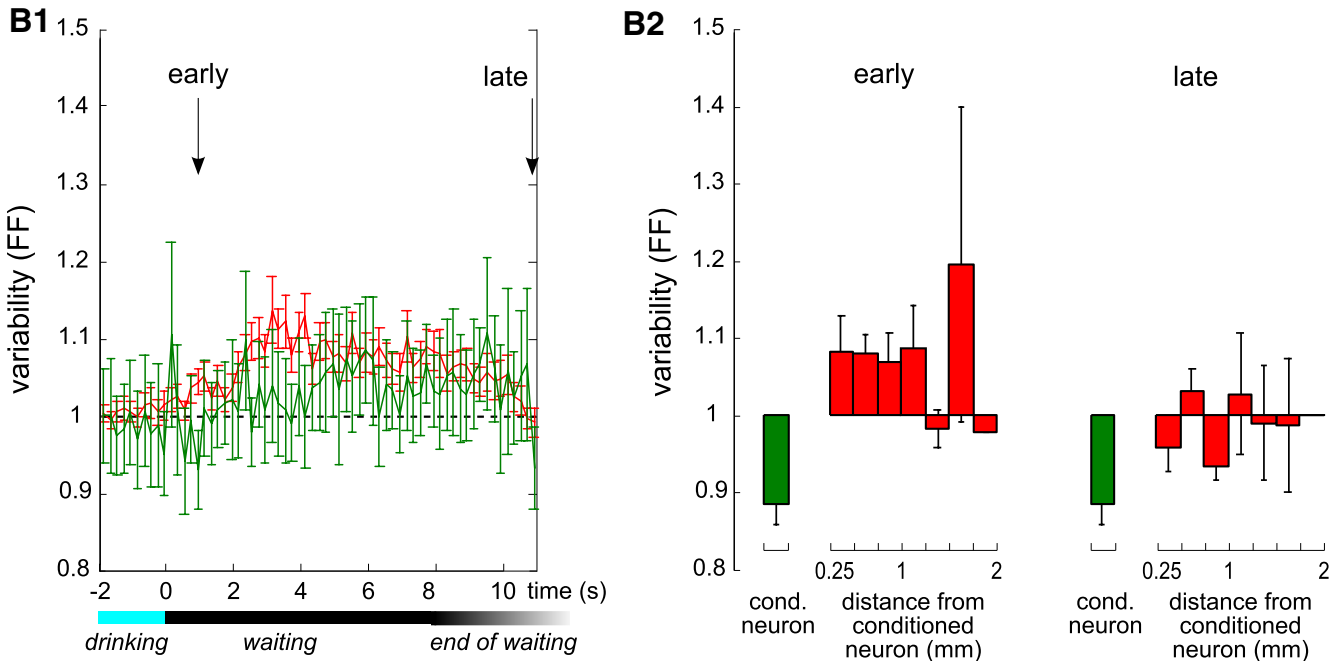 B1
variability (FF)
1.5
1.4
1.3
1.2
1.1
1
0.9
0.8
early
late
-2 0 2 4 6 8 10 time (s)
drinking waiting end of waiting
B2
variability (FF)
1.5
1.4
1.3
1.2
1.1
1
0.9
0.8
early
late
0.25 1 2
cond.
neuron
distance from
conditioned
neuron (mm)
0.25 1 2
cond.
neuron
distance from
conditioned
neuron (mm)